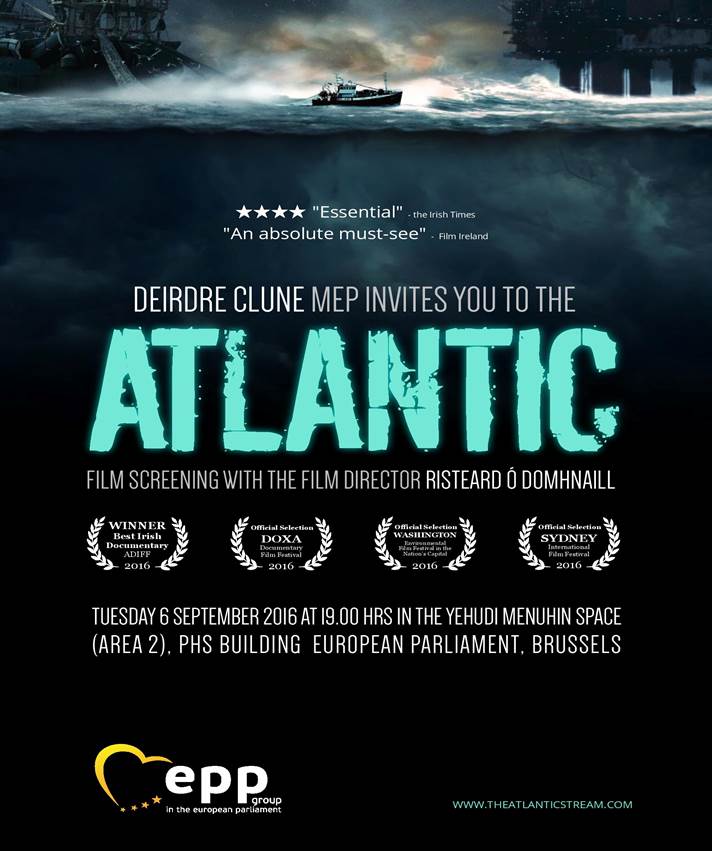 ★★★★ "Essential" - the Irish Times
"An absolute must-see" - Film Ireland
DEIRDRE CLUNE MEP INVITES YOU TO THE
ATLANTIC
FILM SCREENING WITH THE FILM DIRECTOR RISTEARD Ó DOMHNAILL
WINNER
Best Irish
Documentary
ADIFF
2016
Official Selection
DOXA
Documentary
Film Festival
2016
Official Selection
WASHINGTON
Environmental
Film Festival in the
Nation's Capital
2016
Official Selection
SYDNEY
International
Film Festival
2016
TUESDAY 6 SEPTEMBER 2016 AT 19.00 HRS IN THE YEHUDI MENUHIN SPACE
(AREA 2), PHS BUILDING EUROPEAN PARLIAMENT, BRUSSELS
epp
group
in the european parliament
WWW.THEATLANTICSTREAM.COM